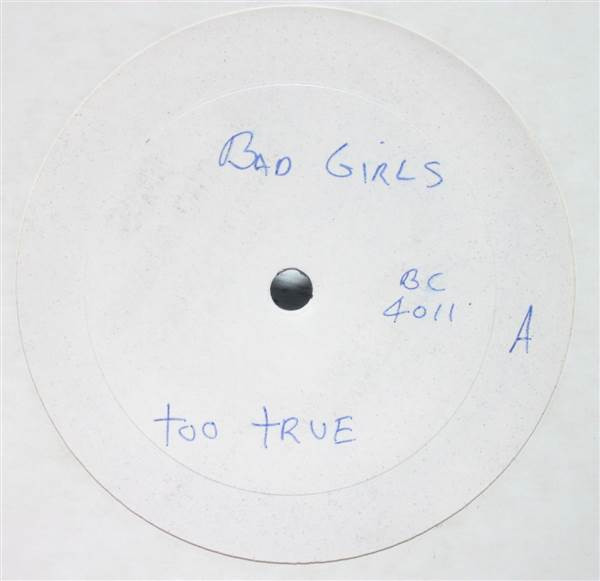 BAD GIRLS
BC
4011
A
too tRUE